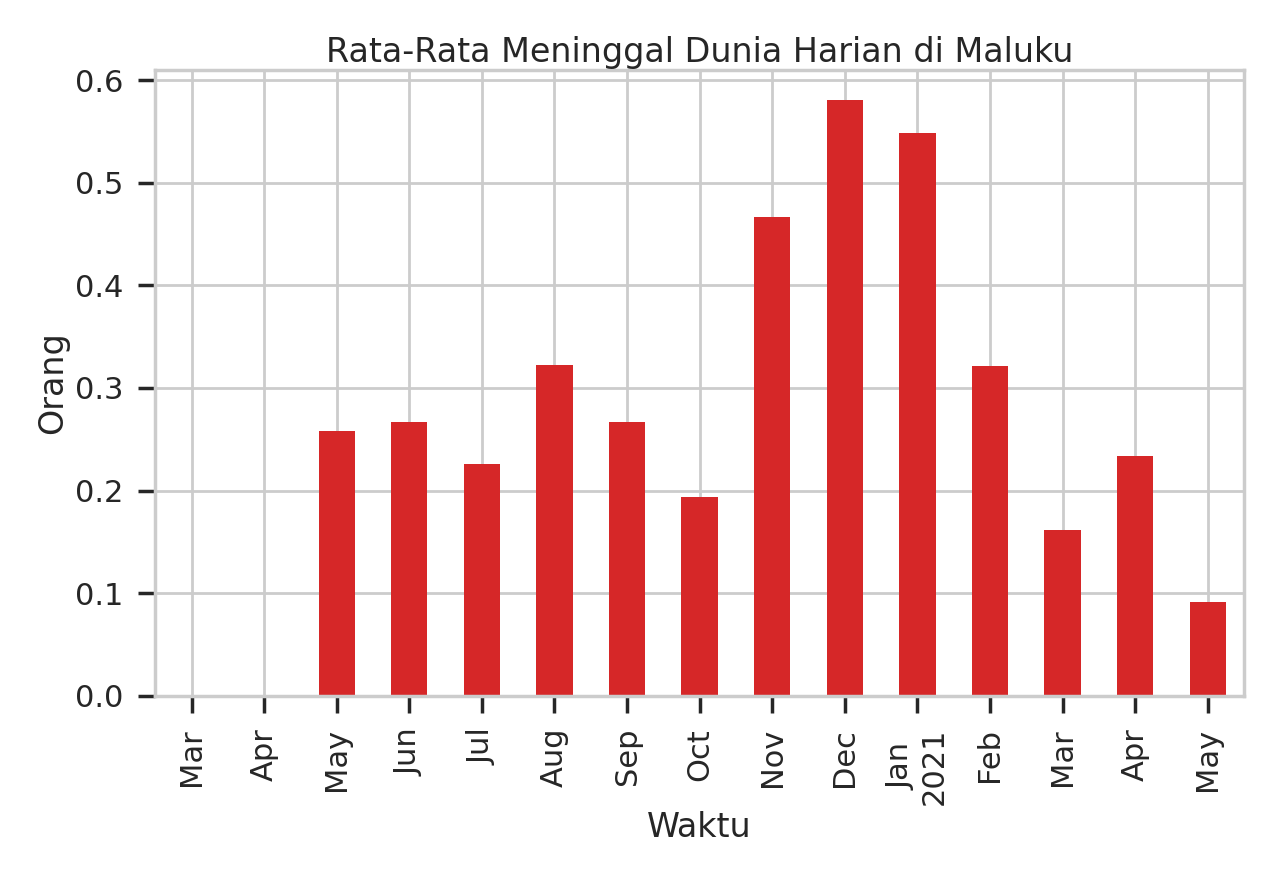 Rata-Rata Meninggal Dunia Harian di Maluku
0.6
0.5
0.4
0.3
0.2
0.1
0.0
Orang
Mar
Apr
May
Jun
Jul
Aug
Sep
Oct
Nov
Dec
Jan
2021
Feb
Mar
Apr
May
Waktu